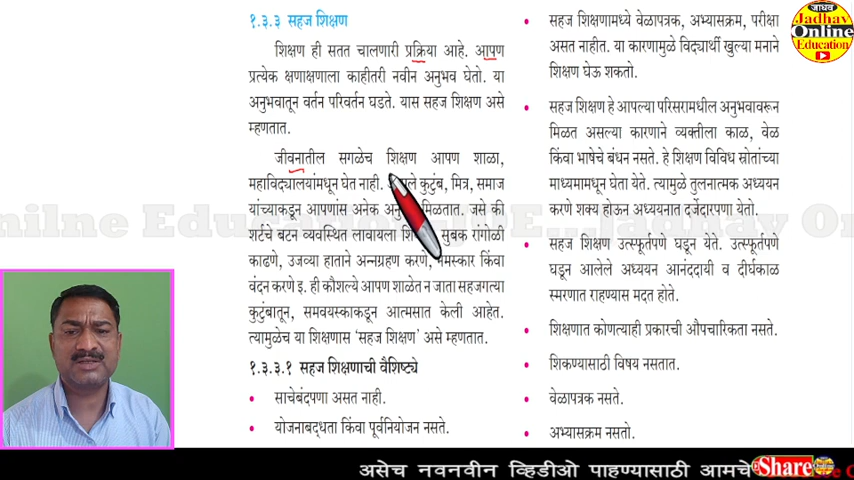 १.३.३ सहज शिक्षण
शिक्षण ही सतत चालणारी प्रक्रिया आहे. आपण
प्रत्येक क्षणाक्षणाला काहीतरी नवीन अनुभव घेतो. या
अनुभवातून वर्तन परिवर्तन घडते. यास सहज शिक्षण असे
म्हणतात.
जीवनातील सगळेच शिक्षण आपण शाळा,
महाविद्यालयांमधून घेत नाही. कुटुंब, मित्र, समाज
यांच्याकडून आपणांस अनेक मिळतात. जसे की
शर्टचे बटन व्यवस्थित लावायला सुबक रांगोळी
काढणे, उजव्या हाताने अन्नग्रहण करणे, नमस्कार किंवा
वंदन करणे इ. ही कौशल्ये आपण शाळेत न जाता सहजगत्या
कुटुंबातून, समवयस्काकडून आत्मसात केली आहेत.
त्यामुळेच या शिक्षणास ‘सहज शिक्षण’ असे म्हणतात.
१.३.३.१ सहज शिक्षणाची वैशिष्ट्ये
• साचेबंदपणा असत नाही.
• योजनाबद्धता किंवा पूर्वनियोजन नसते.
• सहज शिक्षणामध्ये वेळापत्रक, अभ्यासक्रम, परीक्षा
असत नाहीत. या कारणामुळे विद्यार्थी खुल्या मनाने
शिक्षण घेऊ शकतो.
• सहज शिक्षण हे आपल्या परिसरामधील अनुभवावरून
मिळत असल्या कारणाने व्यक्तीला काळ, वेळ
किंवा भाषेचे बंधन नसते. हे शिक्षण विविध स्रोतांच्या
माध्यमामधून घेता येते. त्यामुळे तुलनात्मक अध्ययन
करणे शक्य होऊन अध्ययनात दर्जेदारपणा येतो.
• सहज शिक्षण उत्स्फूर्तपणे घडून येते. उत्स्फूर्तपणे
घडून आलेले अध्ययन आनंददायी व दीर्घकाळ
स्मरणात राहण्यास मदत होते.
• शिक्षणात कोणत्याही प्रकारची औपचारिकता नसते.
• शिकण्यासाठी विषय नसतात.
• वेळापत्रक नसते.
• अभ्यासक्रम नसतो.
जाधव
Jadhav
Online
Education
असेच नवनवीन व्हिडीओ पाहण्यासाठी आमचे
Share